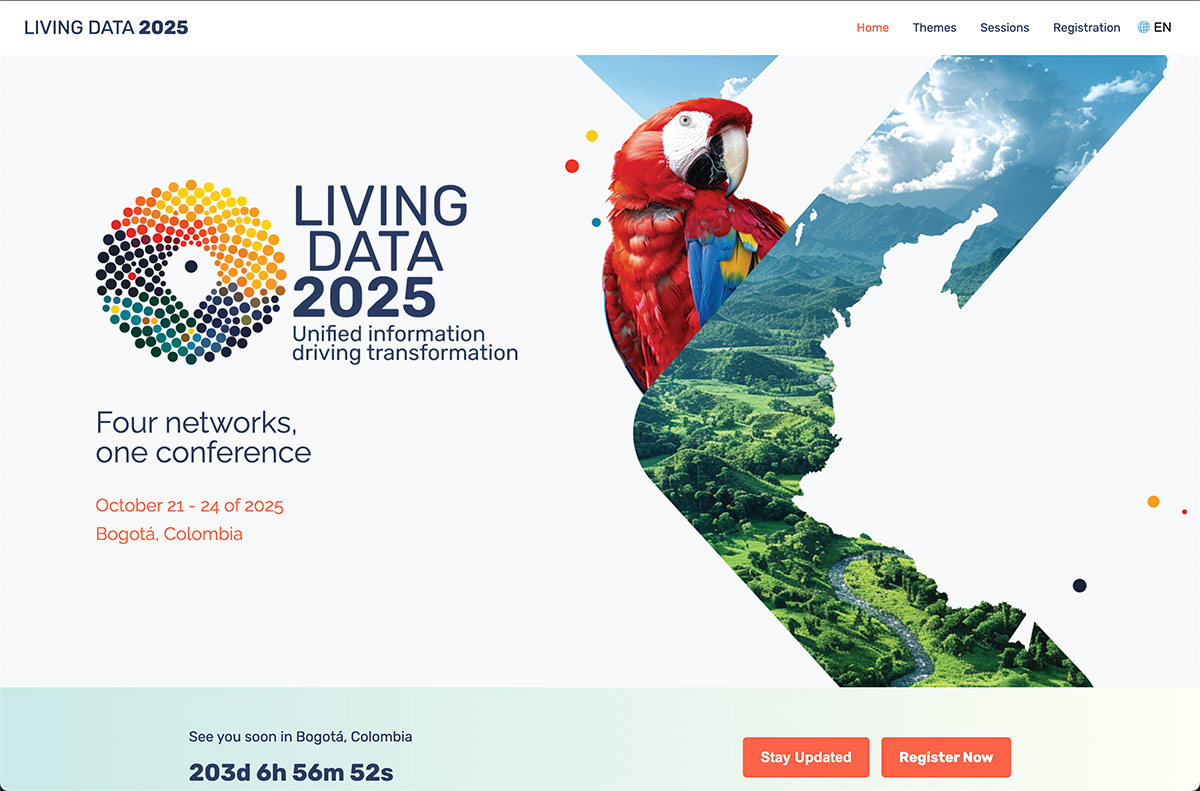 LIVING DATA 2025
Home Themes Sessions Registration EN
LIVING
DATA
2025
Unified information
driving transformation
Four networks,
one conference
October 21 - 24 of 2025
Bogotá, Colombia
See you soon in Bogotá, Colombia
203d 6h 56m 52s
Stay Updated
Register Now